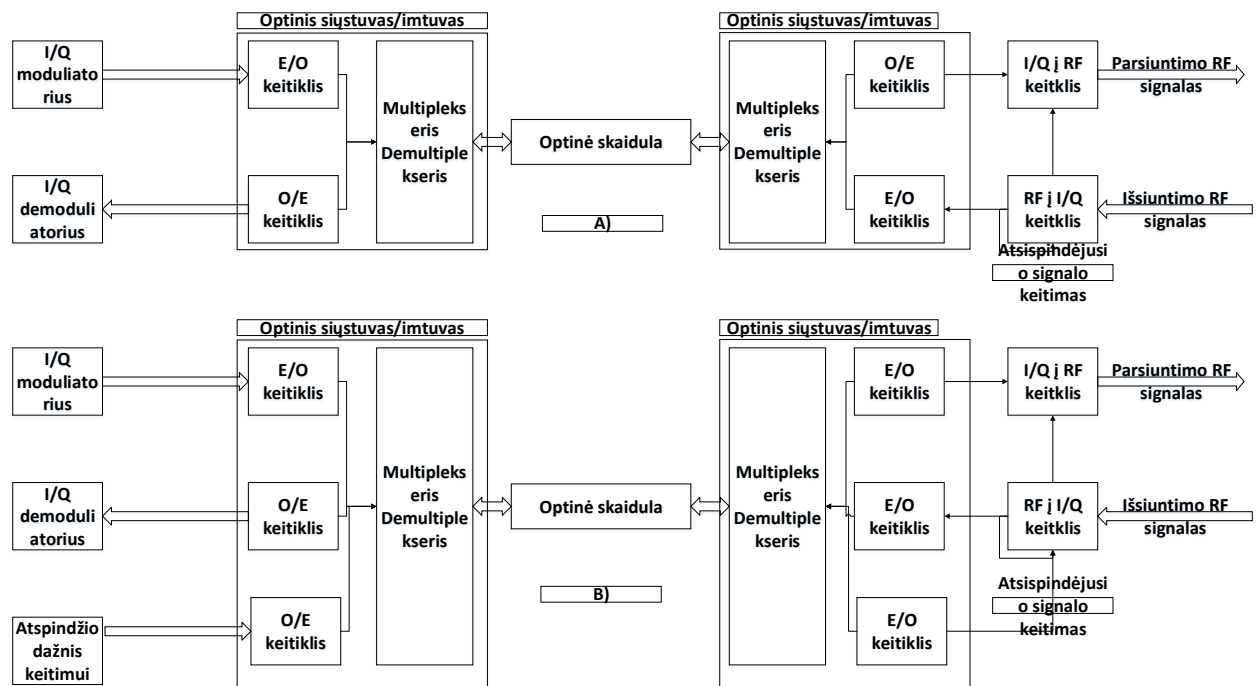 Optinis siųstuvas/imtuvas
Optinis siųstuvas/imtuvas
I/Q
moduliato
rius
E/O
keitiklis
Multipleks
eris
Demultiple
kseris
O/E
keitiklis
I/Q
demoduli
atorius
Optinė skaidula
A)
Multipleks
eris
Demultiple
kseris
O/E
keitiklis
E/O
keitiklis
I/Q į RF
keitklis
Parsiuntimo RF
signalas
RF į I/Q
keitklis
Išsiuntimo RF
signalas
Atsispindėjusi
o signalo
keitimas
Optinis siųstuvas/imtuvas
Optinis siųstuvas/imtuvas
I/Q
moduliato
rius
E/O
keitiklis
Multipleks
eris
Demultiple
kseris
I/Q
demoduli
atorius
O/E
keitiklis
Atspindžio
dažnis
keitimui
O/E
keitiklis
Optinė skaidula
B)
Multipleks
eris
Demultiple
kseris
E/O
keitiklis
E/O
keitiklis
E/O
keitiklis
I/Q į RF
keitklis
Parsiuntimo RF
signalas
RF į I/Q
keitklis
Išsiuntimo RF
signalas
Atsispindėjusi
o signalo
keitimas